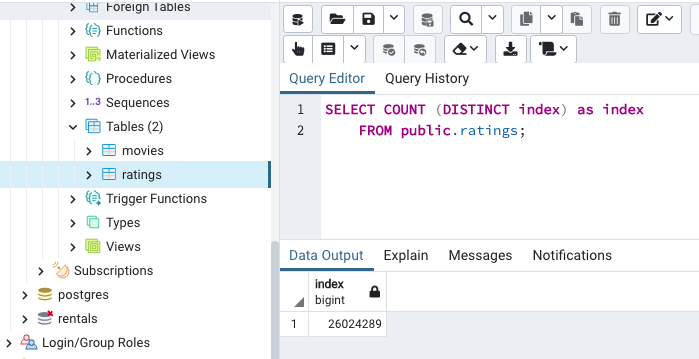 Foreign Tables
Functions
Materialized Views
Procedures
1..3 Sequences
Tables (2)
movies
ratings
Trigger Functions
Types
Views
Subscriptions
postgres
rentals
Login/Group Roles
Query Editor Query History
1 SELECT COUNT (DISTINCT index) as index
2 FROM public.ratings;
Data Output Explain Messages Notifications
index
bigint
1 26024289